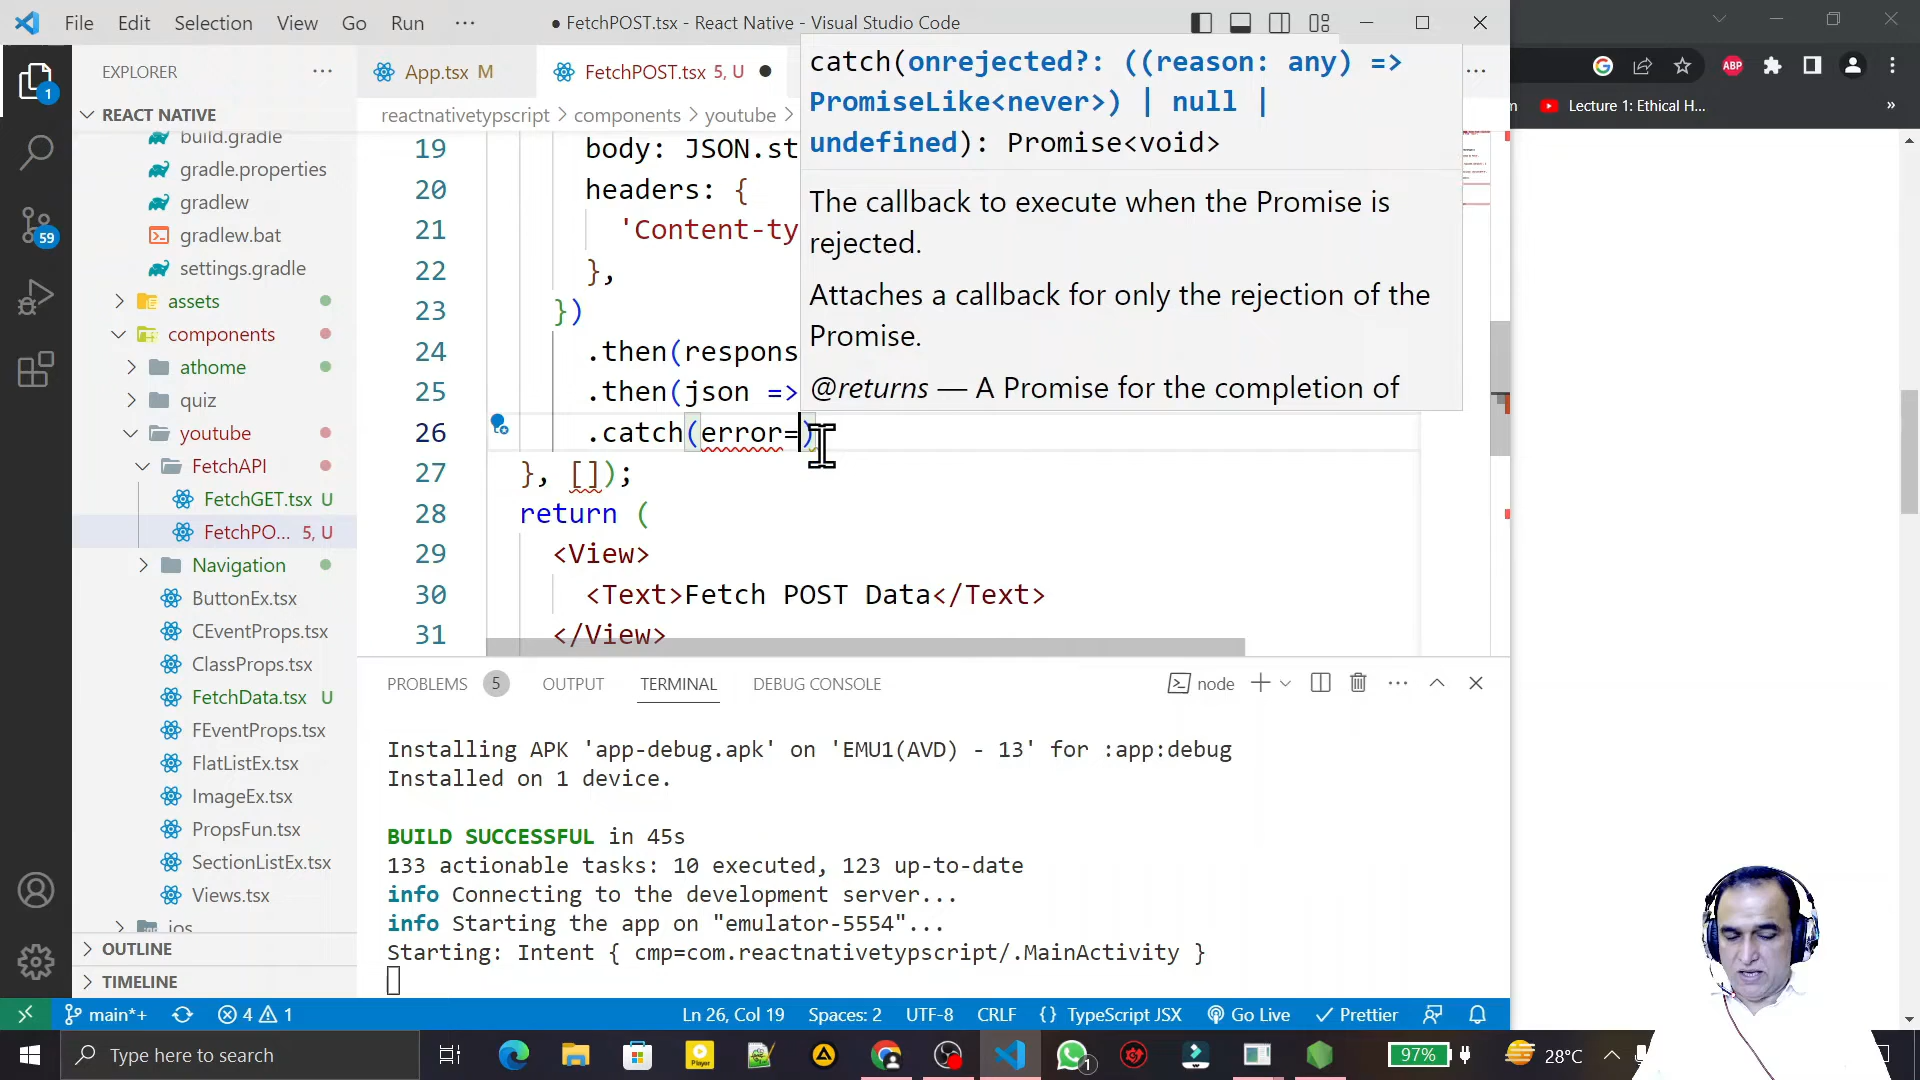 File Edit Selection View Go Run ··· ● FetchPOST.tsx - React Native - Visual Studio Code
EXPLORER ···
1
59
REACT NATIVE
build.gradle
gradle.properties
gradlew
gradlew.bat
settings.gradle
assets
components
athome
quiz
youtube
FetchAPI
FetchGET.tsx U
FetchPO... 5, U
Navigation
ButtonEx.tsx
CEventProps.tsx
ClassProps.tsx
FetchData.tsx U
FEventProps.tsx
FlatListEx.tsx
ImageEx.tsx
PropsFun.tsx
SectionListEx.tsx
Views.tsx
ios
OUTLINE
TIMELINE
App.tsx M FetchPOST.tsx 5, U ●
reactnativetypscript > components > youtube >
19 body: JSON.st
20 headers: {
21 'Content-ty
22 },
23 })
24 .then(respons
25 .then(json =>
26 .catch(error=)
27 }, []);
28 return (
29 <View>
30 <Text>Fetch POST Data</Text>
31 </View>
catch(onrejected?: ((reason: any) =>
PromiseLike<never>) | null |
undefined): Promise<void>
The callback to execute when the Promise is
rejected.
Attaches a callback for only the rejection of the
Promise.
@returns — A Promise for the completion of
ABP
Lecture 1: Ethical H...
»
PROBLEMS 5 OUTPUT TERMINAL DEBUG CONSOLE node
Installing APK 'app-debug.apk' on 'EMU1(AVD) - 13' for :app:debug
Installed on 1 device.
BUILD SUCCESSFUL in 45s
133 actionable tasks: 10 executed, 123 up-to-date
info Connecting to the development server...
info Starting the app on "emulator-5554"...
Starting: Intent { cmp=com.reactnativetypscript/.MainActivity }
main*+ 4 1 Ln 26, Col 19 Spaces: 2 UTF-8 CRLF {} TypeScript JSX Go Live Prettier
Type here to search Player 1 97% 28°C